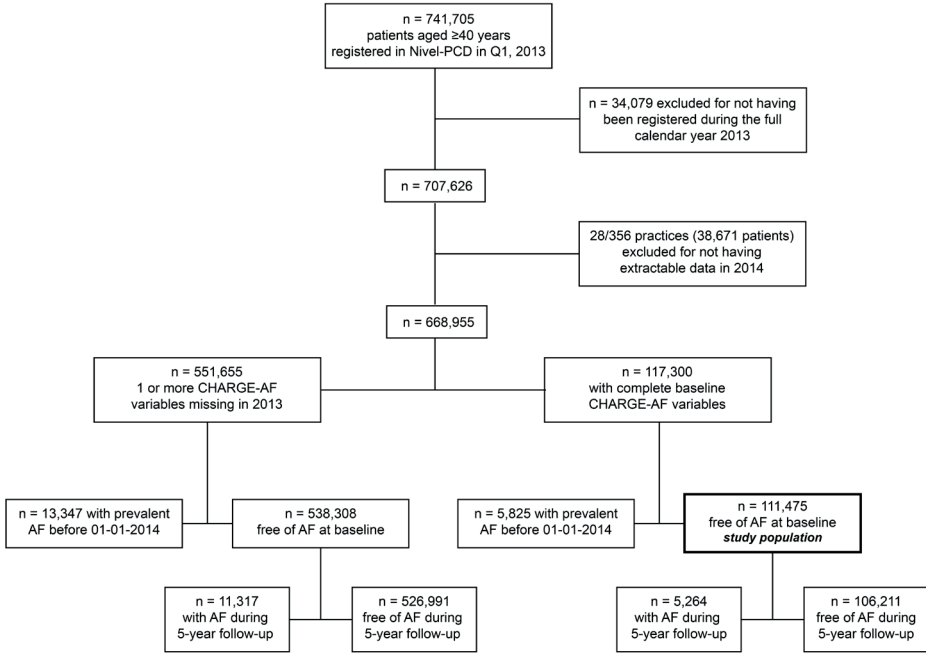 n = 741,705
patients aged ≥40 years
registered in Nivel-PCD in Q1, 2013
n = 34,079 excluded for not having
been registered during the full
calendar year 2013
n = 707,626
28/356 practices (38,671 patients)
excluded for not having
extractable data in 2014
n = 668,955
n = 551,655
1 or more CHARGE-AF
variables missing in 2013
n = 117,300
with complete baseline
CHARGE-AF variables
n = 13,347 with prevalent
AF before 01-01-2014
n = 538,308
free of AF at baseline
n = 5,825 with prevalent
AF before 01-01-2014
n = 111,475
free of AF at baseline
study population
n = 11,317
with AF during
5-year follow-up
n = 526,991
free of AF during
5-year follow-up
n = 5,264
with AF during
5-year follow-up
n = 106,211
free of AF during
5-year follow-up